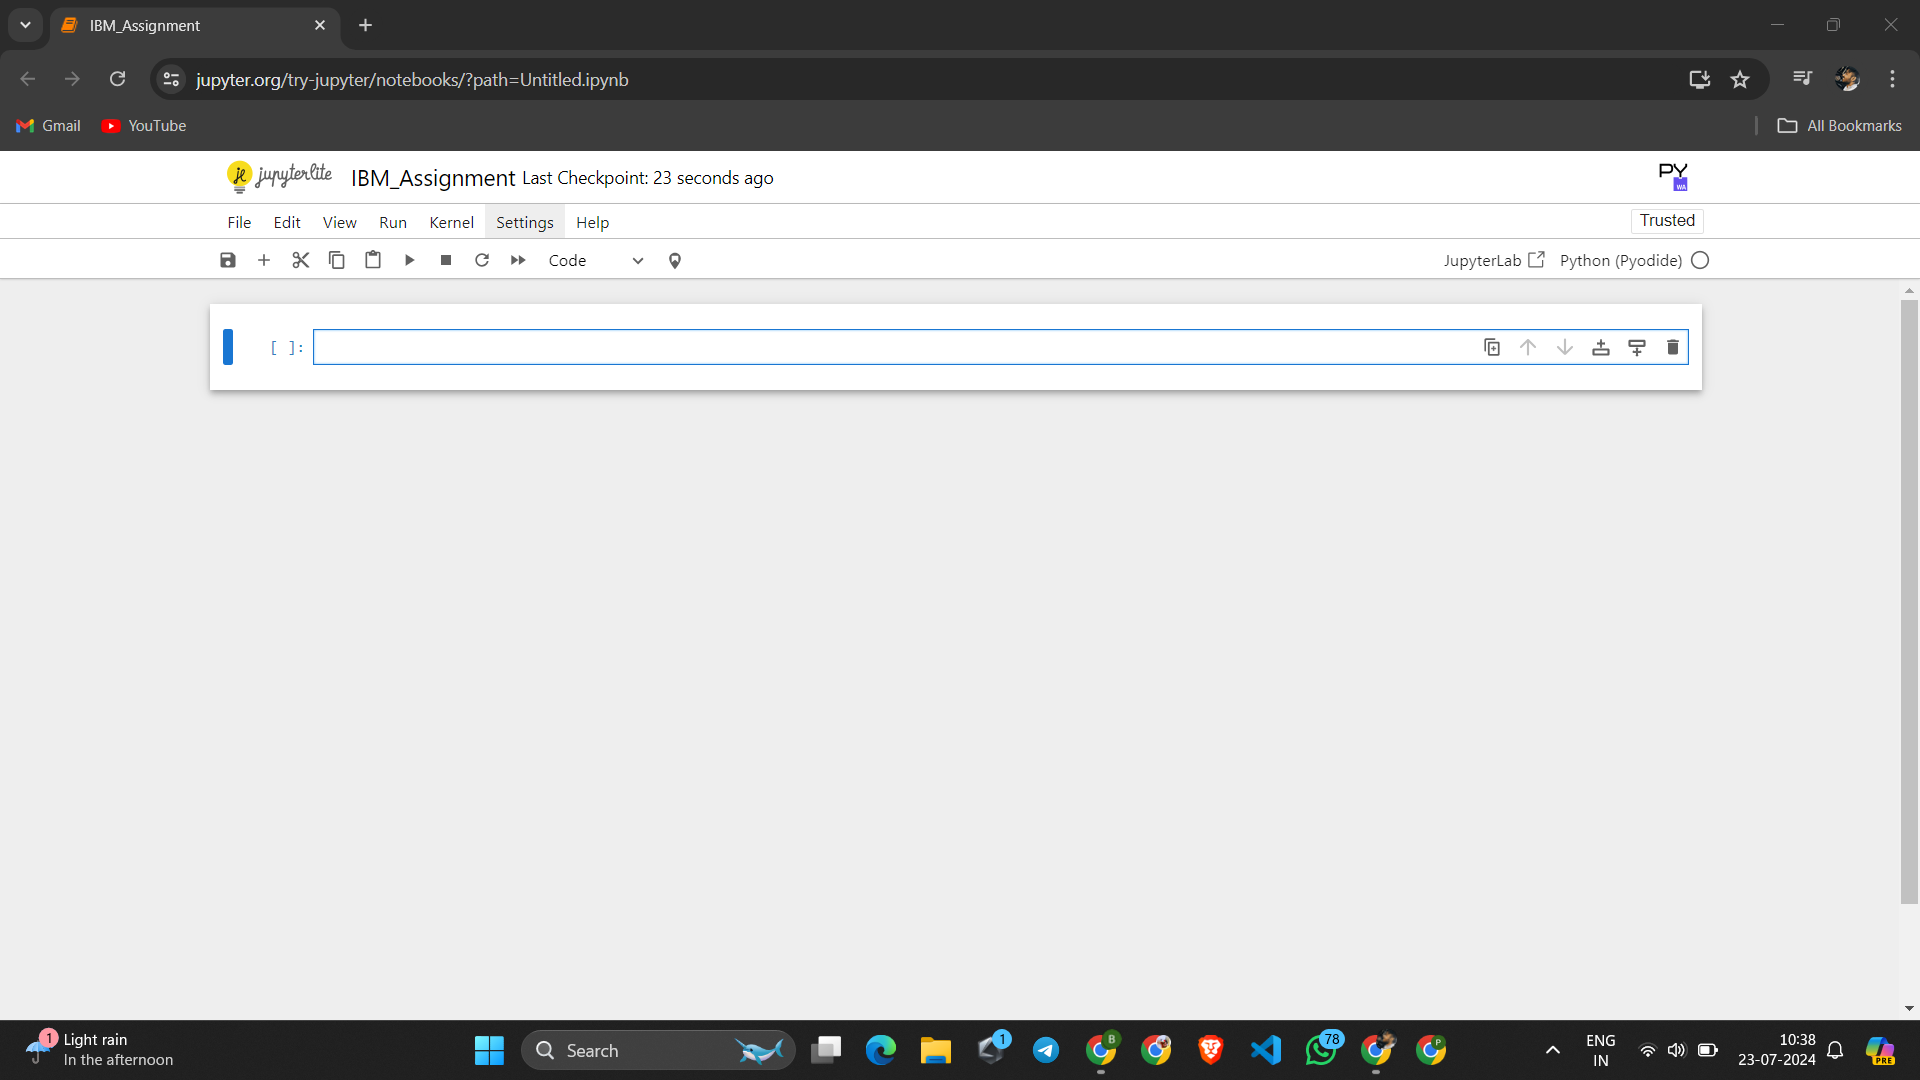 IBM_Assignment
jupyter.org/try-jupyter/notebooks/?path=Untitled.ipynb
Gmail YouTube All Bookmarks
jupyterlite IBM_Assignment Last Checkpoint: 23 seconds ago PY WA
File Edit View Run Kernel Settings Help Trusted
Code JupyterLab Python (Pyodide)
[ ]:
1 Light rain
In the afternoon
Search
1
B
78
P
ENG
IN
10:38
23-07-2024
PRE